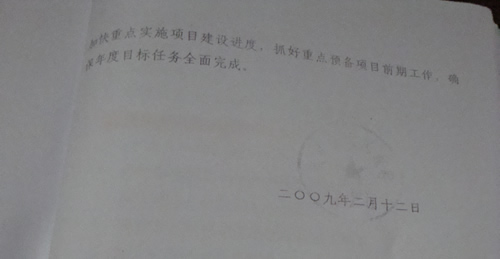 加快重点实施项目建设进度，抓好重点预备项目前期工作，确
保年度目标任务全面完成。
二〇〇九年二月十二日